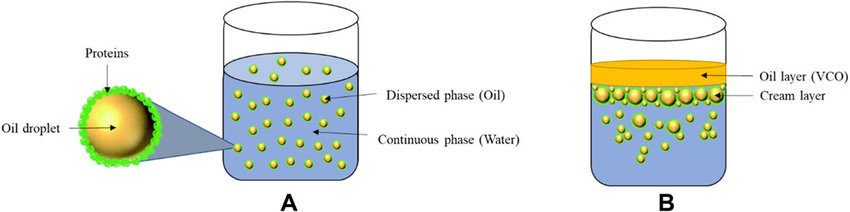 Proteins
Oil droplet
Dispersed phase (Oil)
Continuous phase (Water)
A
Oil layer (VCO)
Cream layer
B